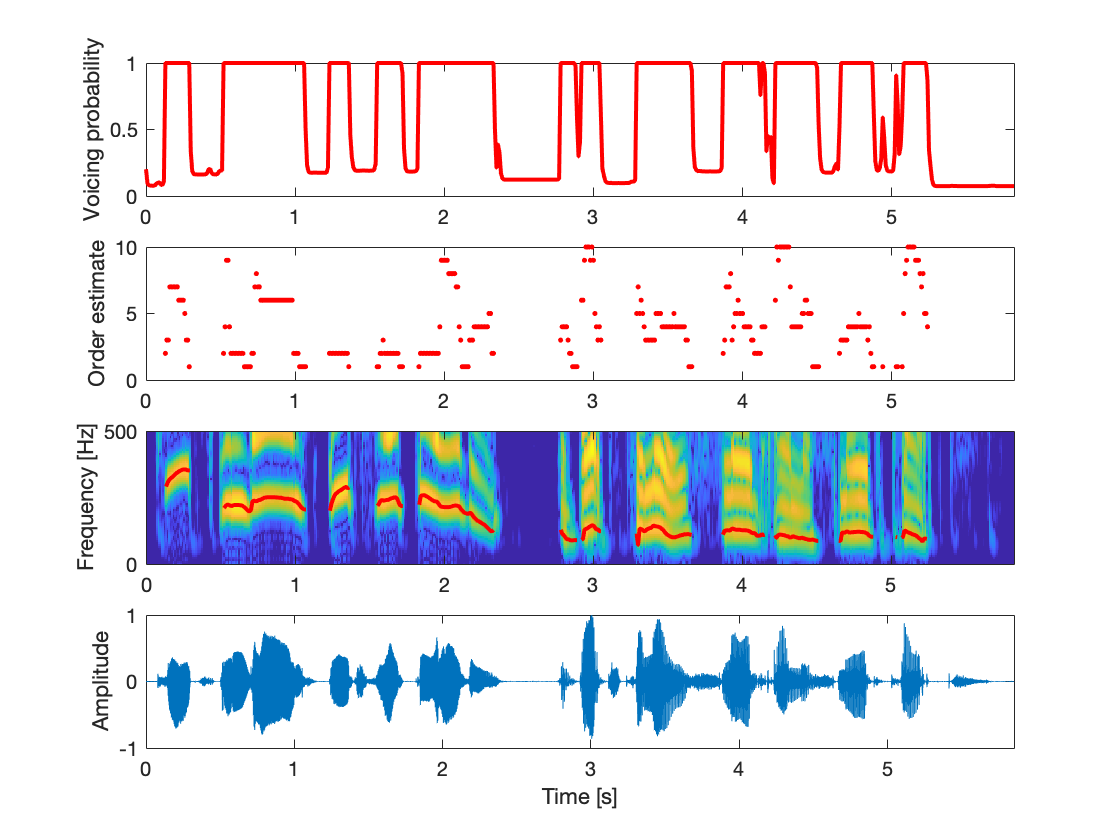 Voicing probability
1
0.5
0
0 1 2 3 4 5
Order estimate
10
5
0
0 1 2 3 4 5
Frequency [Hz]
500
0
0 1 2 3 4 5
Amplitude
1
0
-1
0 1 2 3 4 5
Time [s]